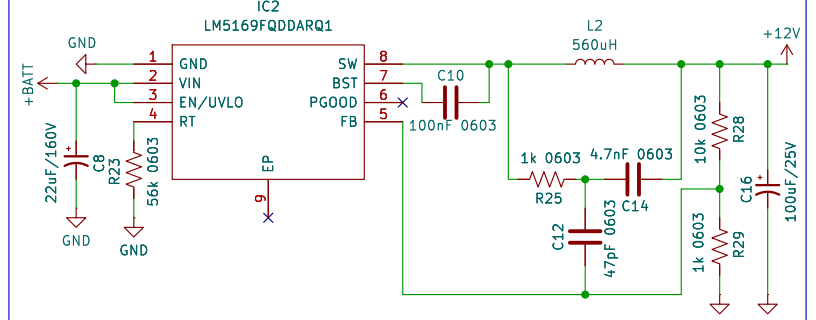 IC2
LM5169FQDDARQ1
GND
+BATT
1
GND
2
VIN
3
EN/UVLO
4
RT
SW
8
BST
7
PGOOD
6
FB
5
EP
9
C10
100nF 0603
L2
560uH
+12V
22uF/160V
+
C8
GND
R23
56k 0603
GND
1k 0603
R25
4.7nF 0603
C14
C12
47pF 0603
10k 0603
R28
1k 0603
R29
+
C16
100uF/25V